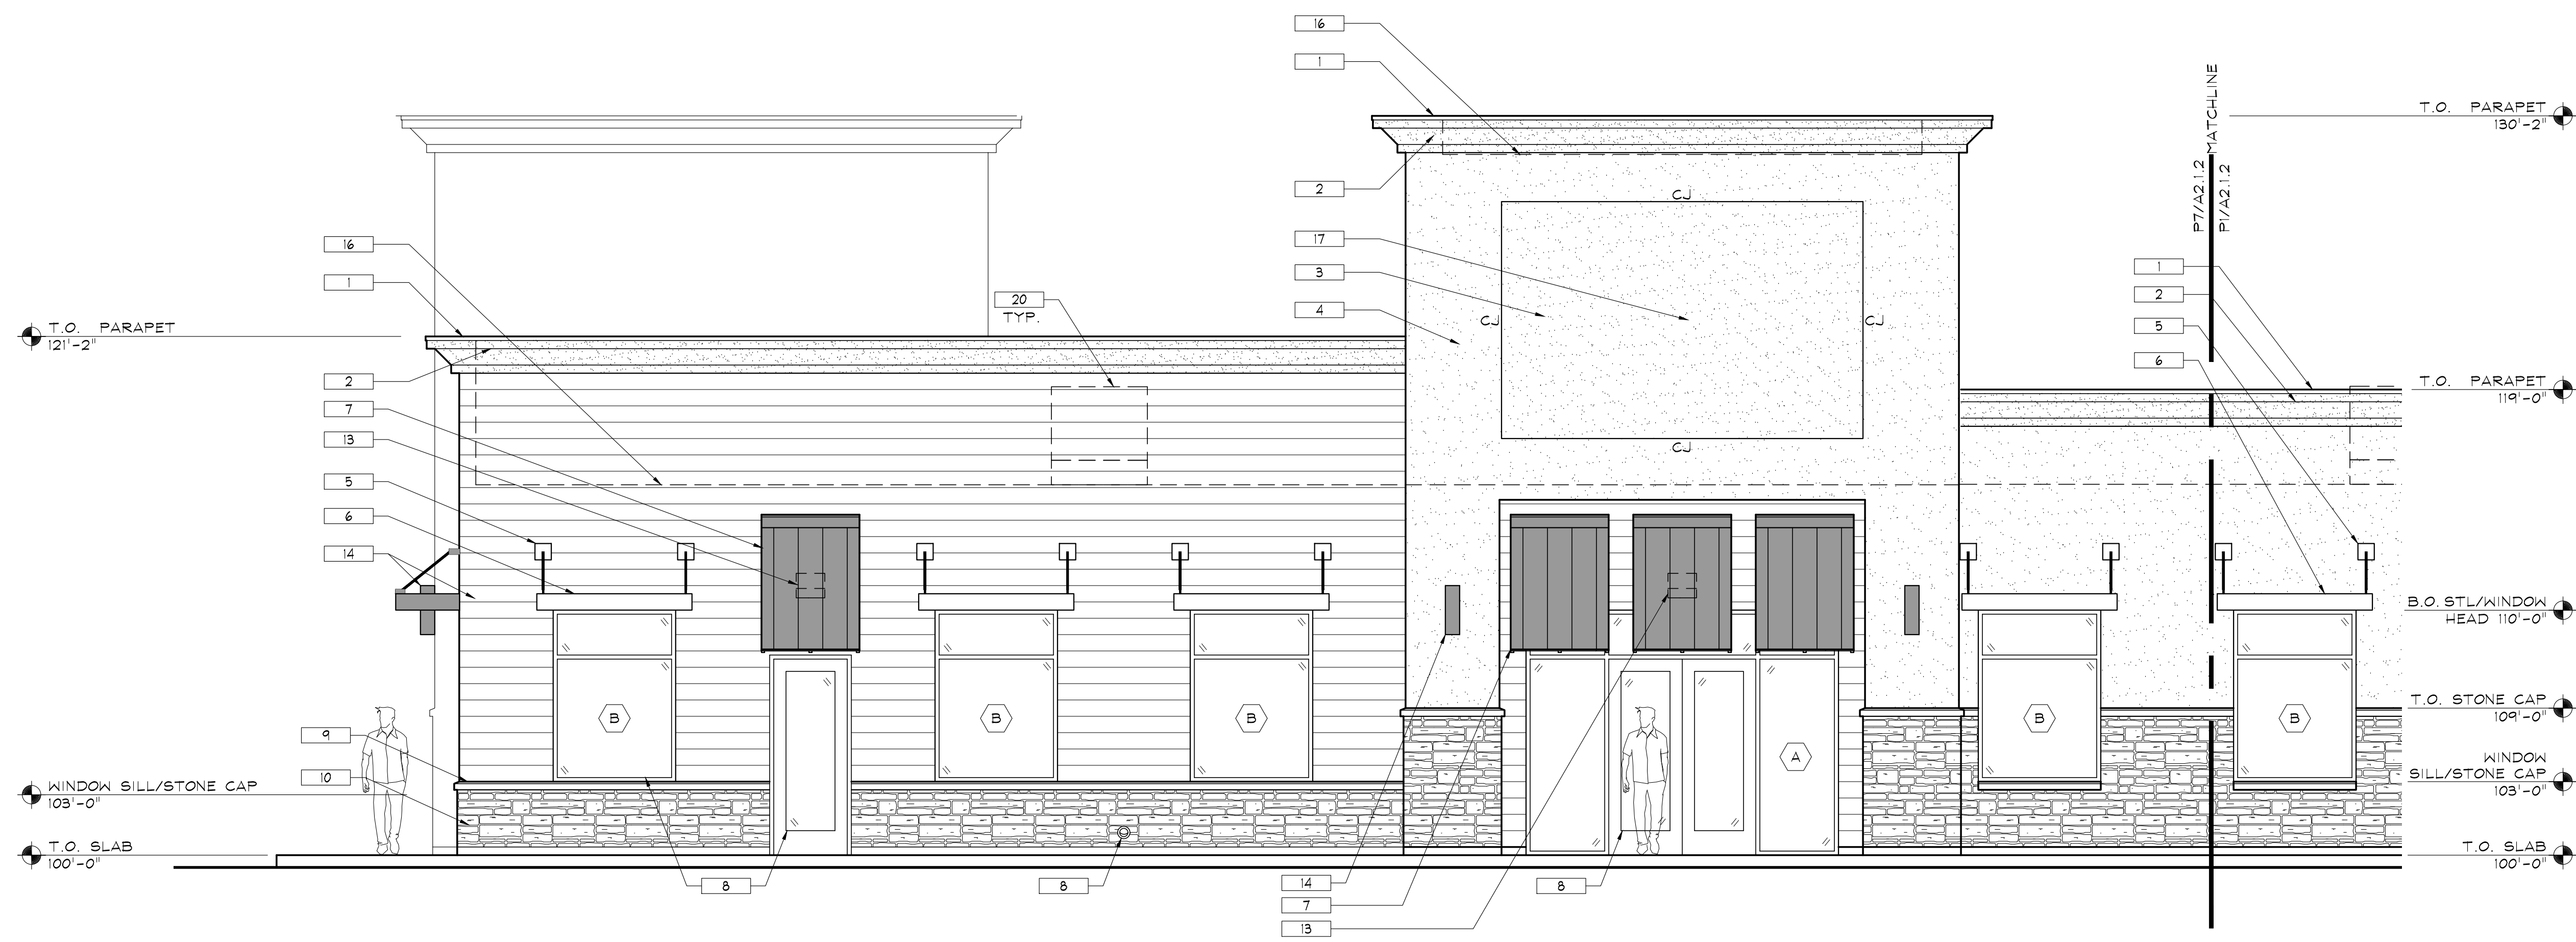 16
1
MATCHLINE
T.O. PARAPET
130'-2"
2
CJ
P7/A2.1.2
P1/A2.1.2
16
17
1
3
1
2
20
TYP.
4
CJ
CJ
5
T.O. PARAPET
121'-2"
6
2
T.O. PARAPET
119'-0"
7
13
CJ
5
6
14
B.O. STL/WINDOW
HEAD 110'-0"
T.O. STONE CAP
109'-0"
B
B
B
B
B
9
A
10
WINDOW SILL/STONE CAP
103'-0"
WINDOW
SILL/STONE CAP
103'-0"
T.O. SLAB
100'-0"
T.O. SLAB
100'-0"
8
8
14
8
7
13